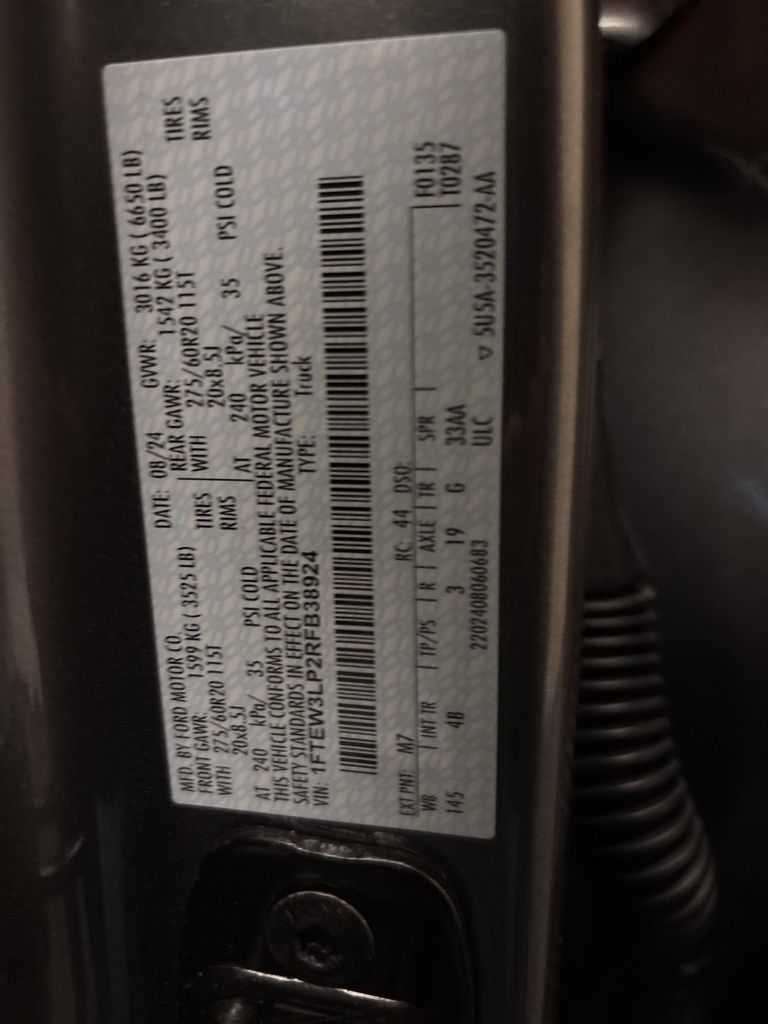 MFD. BY FORD MOTOR CO.
DATE: 08/24 GVWR: 3016 KG ( 6650 LB)
FRONT GAWR: 1599 KG ( 3525 LB) REAR GAWR: 1542 KG ( 3400 LB)
WITH 275/60R20 115T TIRES WITH 275/60R20 115T TIRES
20x8.5J RIMS 20x8.5J RIMS
AT 240 kPa/ 35 PSI COLD AT 240 kPa/ 35 PSI COLD
THIS VEHICLE CONFORMS TO ALL APPLICABLE FEDERAL MOTOR VEHICLE
SAFETY STANDARDS IN EFFECT ON THE DATE OF MANUFACTURE SHOWN ABOVE.
VIN: 1FTEW3LP2RFB38924 TYPE: Truck
EXT PNT: M7 RC: 44 DSO: F0135
WB INT TR TP/PS R AXLE TR SPR T0287
145 4B 3 19 G 33AA
2202408060683 ULC ▽ 5U5A-3520472-AA